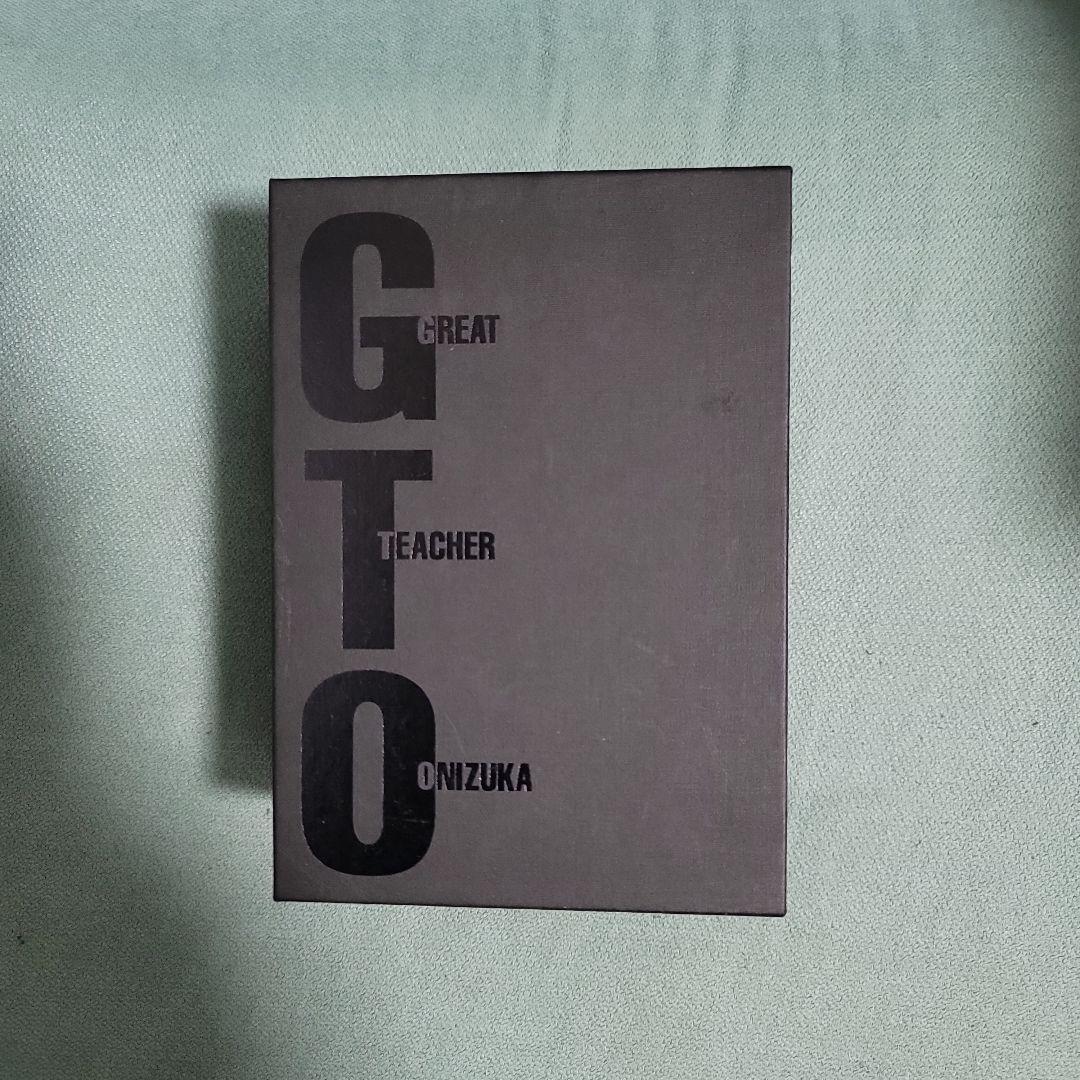 G
GREAT
T
TEACHER
O
ONIZUKA